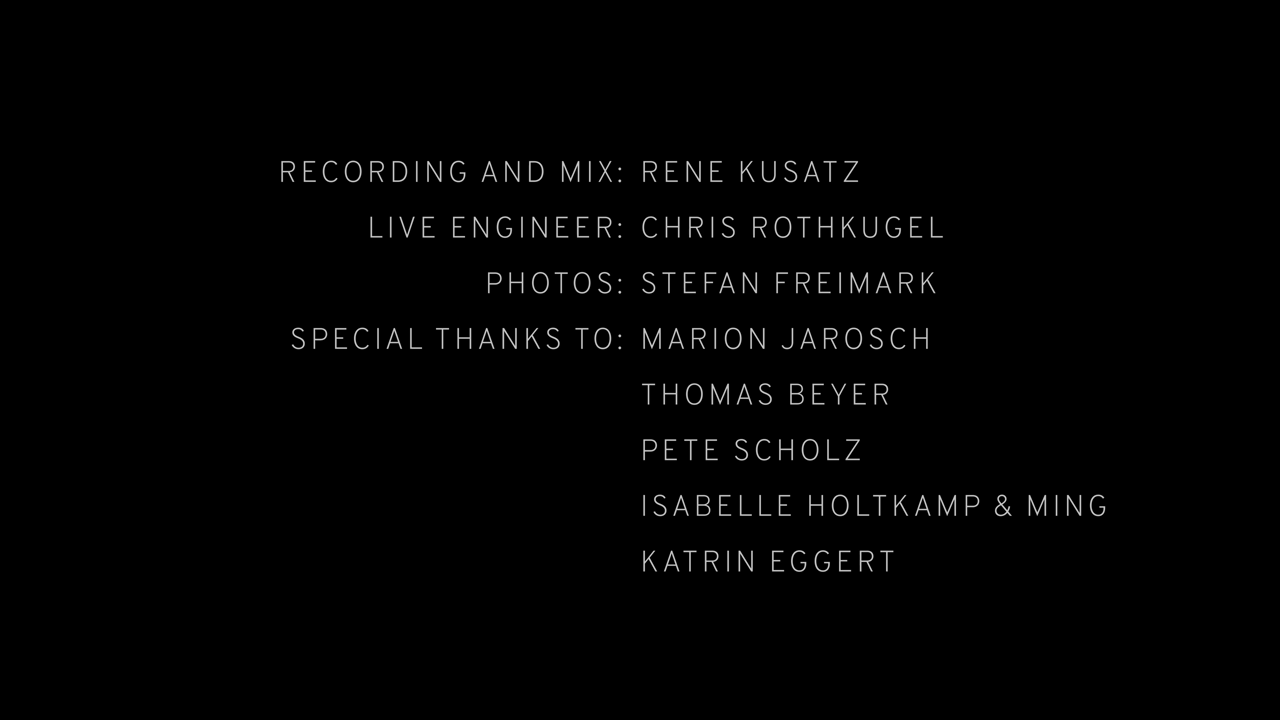 RECORDING AND MIX: RENE KUSATZ
LIVE ENGINEER: CHRIS ROTHKUGEL
PHOTOS: STEFAN FREIMARK
SPECIAL THANKS TO: MARION JAROSCH
THOMAS BEYER
PETE SCHOLZ
ISABELLE HOLTKAMP & MING
KATRIN EGGERT